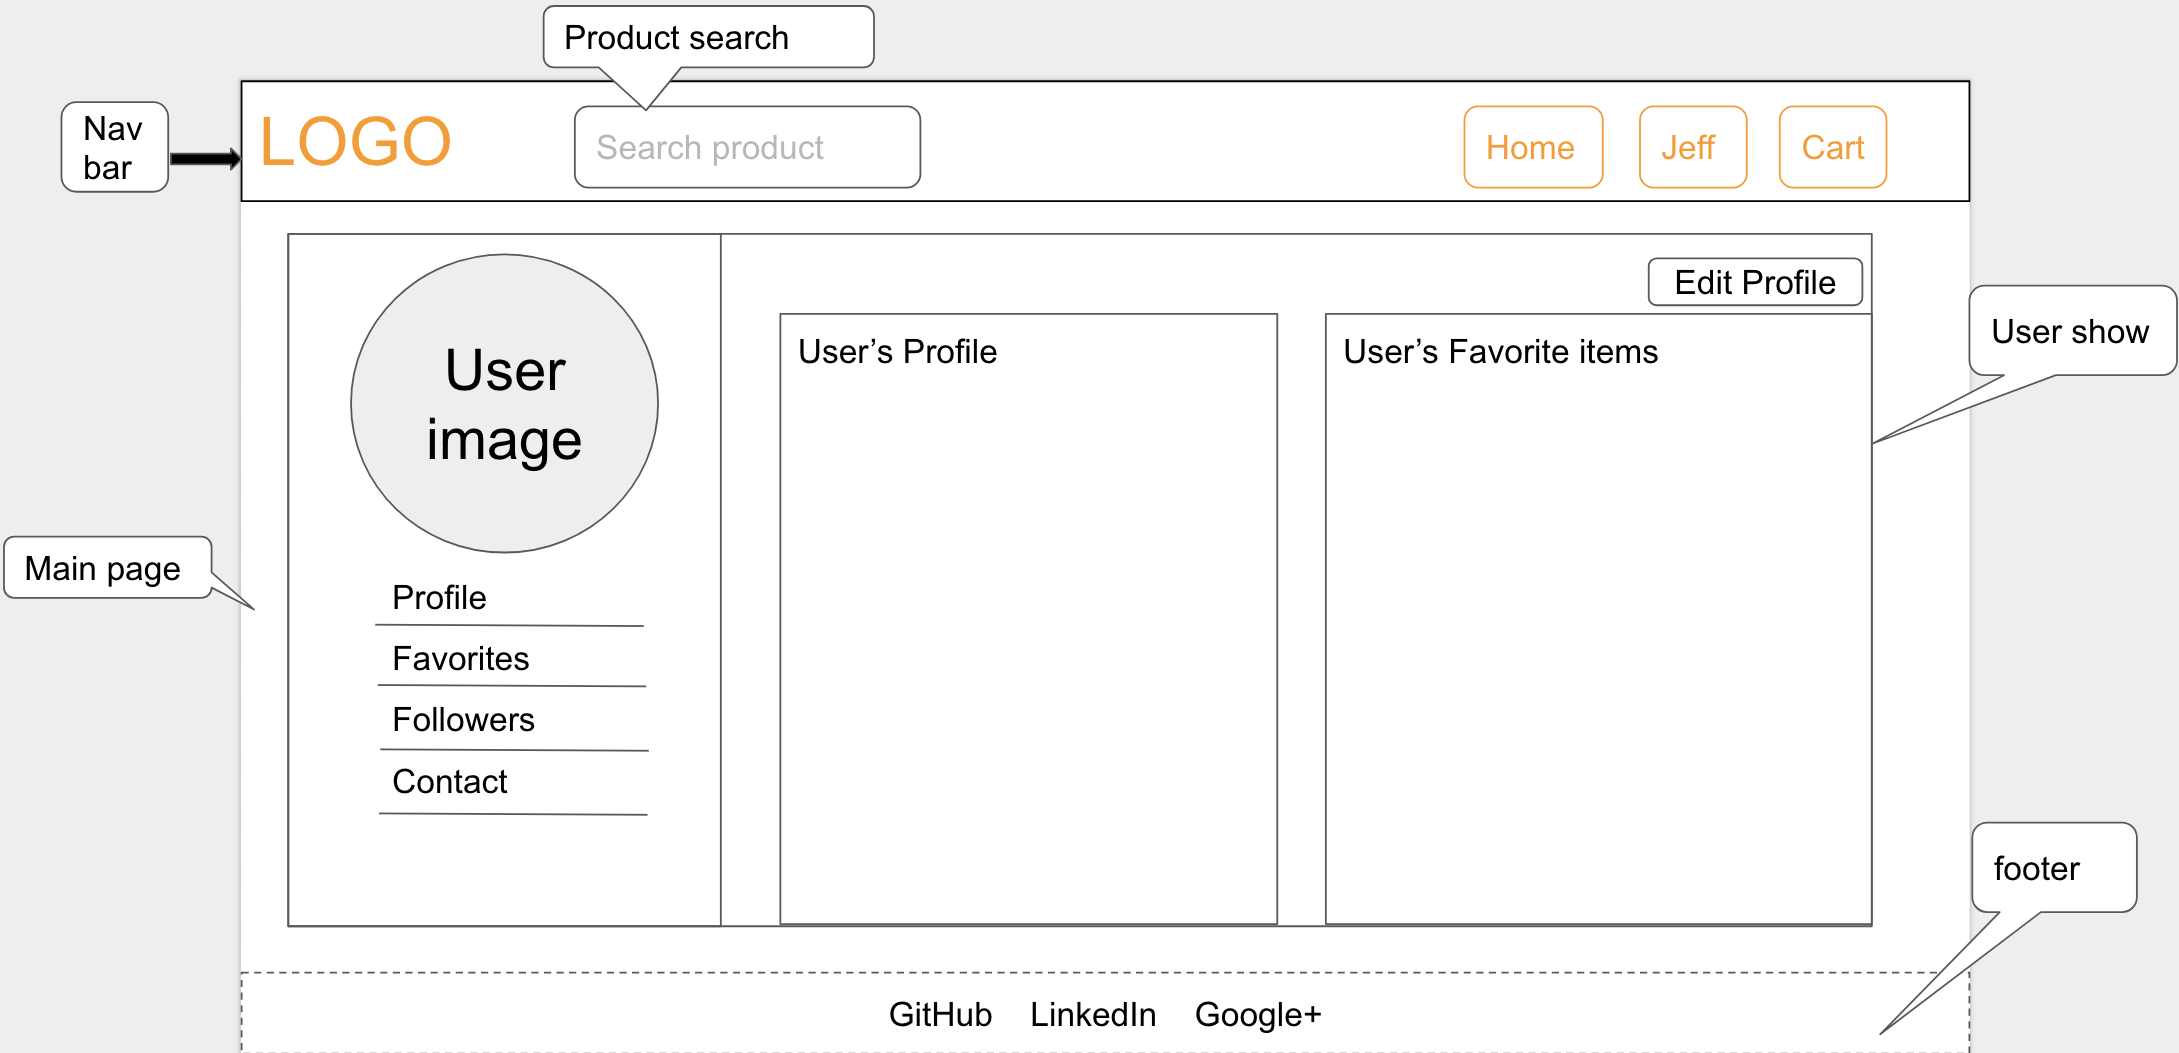 Product search
Nav
bar
LOGO
Search product
Home
Jeff
Cart
Edit Profile
User show
User
image
User’s Profile
User’s Favorite items
Main page
Profile
Favorites
Followers
Contact
footer
GitHub
LinkedIn
Google+